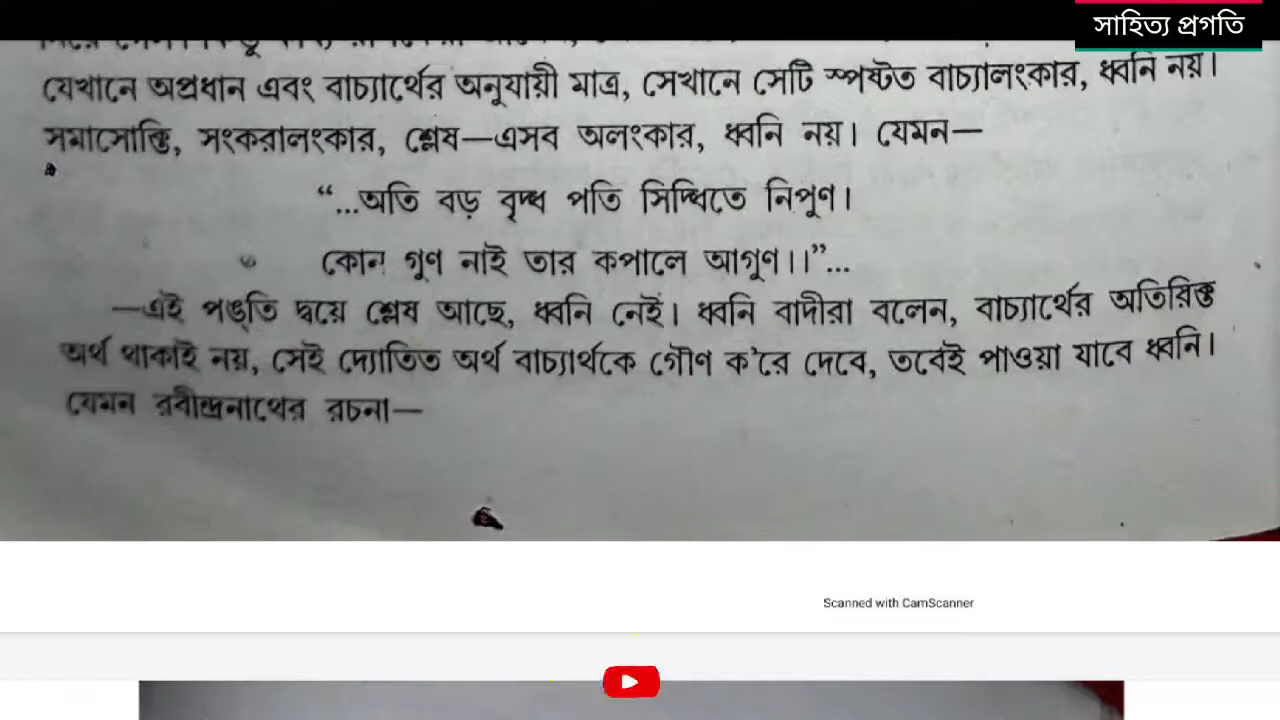 সাহিত্য প্রগতি
যেখানে অপ্রধান এবং বাচ্যার্থের অনুযায়ী মাত্র, সেখানে সেটি স্পষ্টত বাচ্যালংকার, ধ্বনি নয়।
সমাসোক্তি, সংকরালংকার, শ্লেষ—এসব অলংকার, ধ্বনি নয়। যেমন—
“...অতি বড় বৃদ্ধ পতি সিদ্ধিতে নিপুণ।
কোন গুণ নাই তার কপালে আগুণ।।”...
—এই পঙ্‌তি দ্বয়ে শ্লেষ আছে, ধ্বনি নেই। ধ্বনি বাদীরা বলেন, বাচ্যার্থের অতিরিক্ত
অর্থ থাকাই নয়, সেই দ্যোতিত অর্থ বাচ্যার্থকে গৌণ ক'রে দেবে, তবেই পাওয়া যাবে ধ্বনি।
যেমন রবীন্দ্রনাথের রচনা—
Scanned with CamScanner